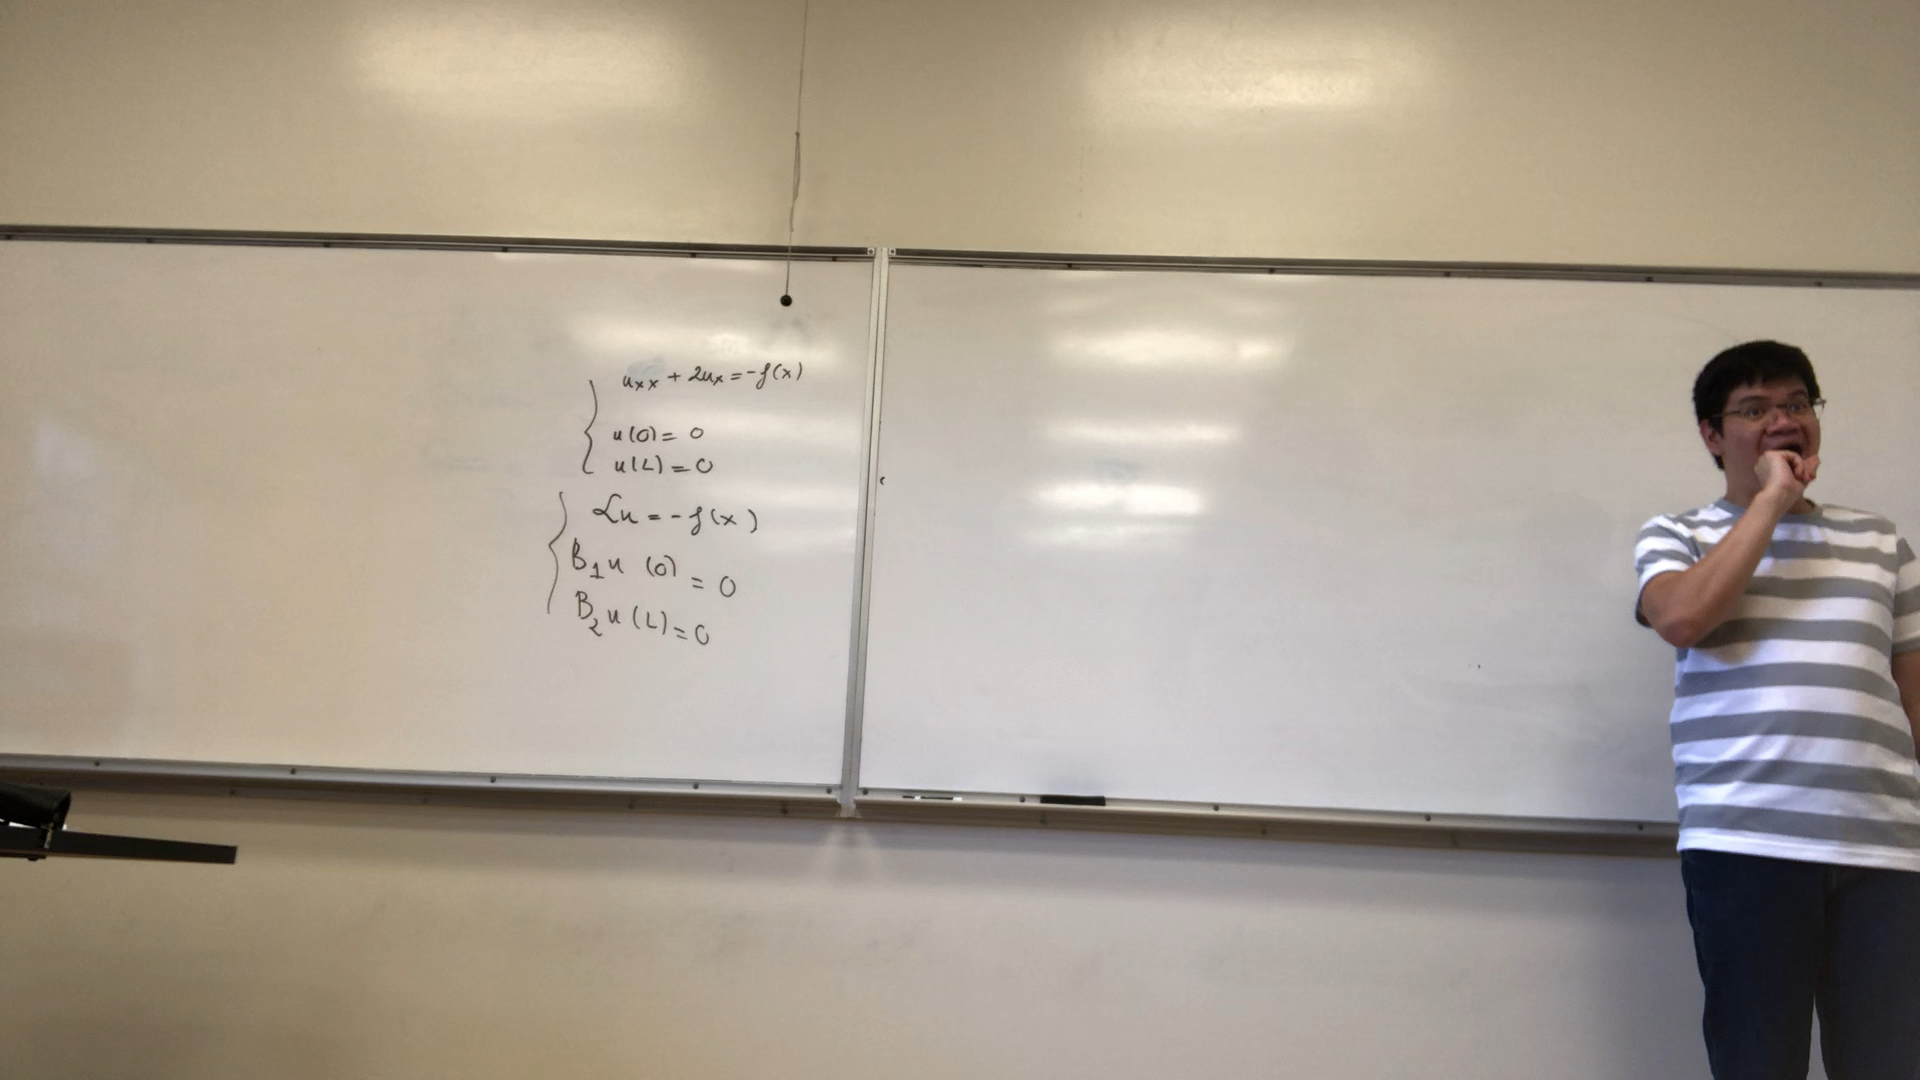 u_xx + 2u_x = -f(x)
u(0) = 0
u(L) = 0
ℒu = -f(x)
B_1 u (0) = 0
B_2 u (L) = 0